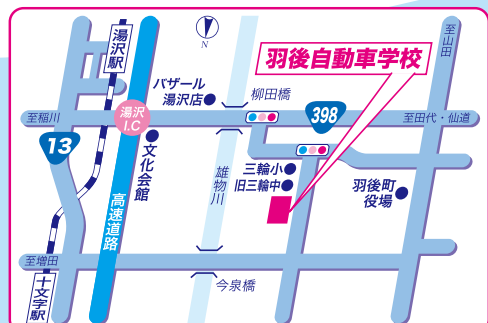 湯沢駅
N
至山田
羽後自動車学校
バザール
湯沢店
柳田橋
至稲川
湯沢
I.C
398
至田代・仙道
13
文化会館
三輪小
旧三輪中
雄物川
羽後町
役場
高速道路
至増田
今泉橋
十文字駅